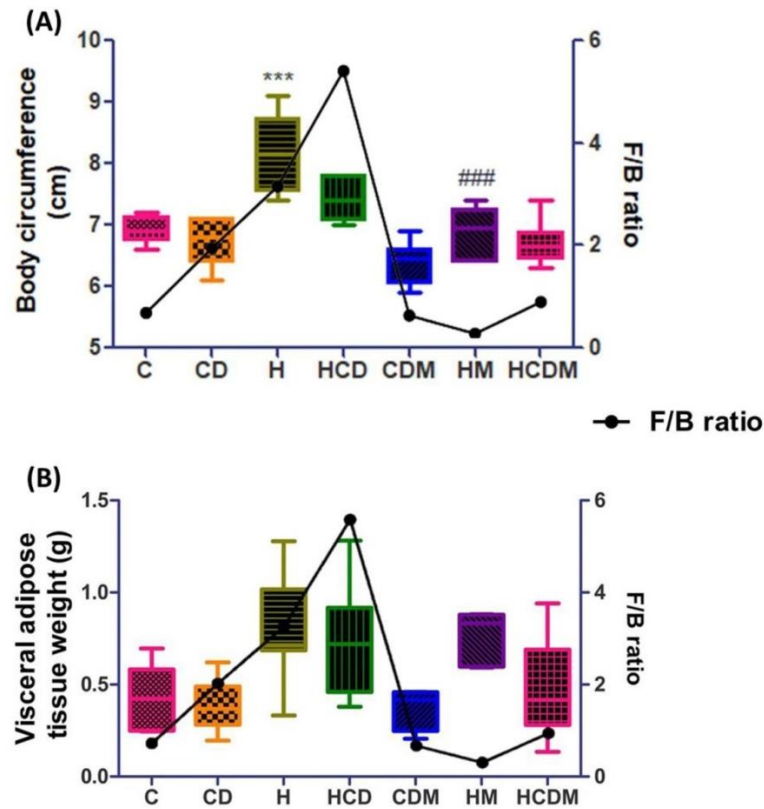 (A)
Body circumference
(cm)
10
9
8
7
6
5
***
###
6
4
2
0
F/B ratio
C CD H HCD CDM HM HCDM
F/B ratio
(B)
Visceral adipose
tissue weight (g)
1.5
1.0
0.5
0.0
6
4
2
0
F/B ratio
C CD H HCD CDM HM HCDM